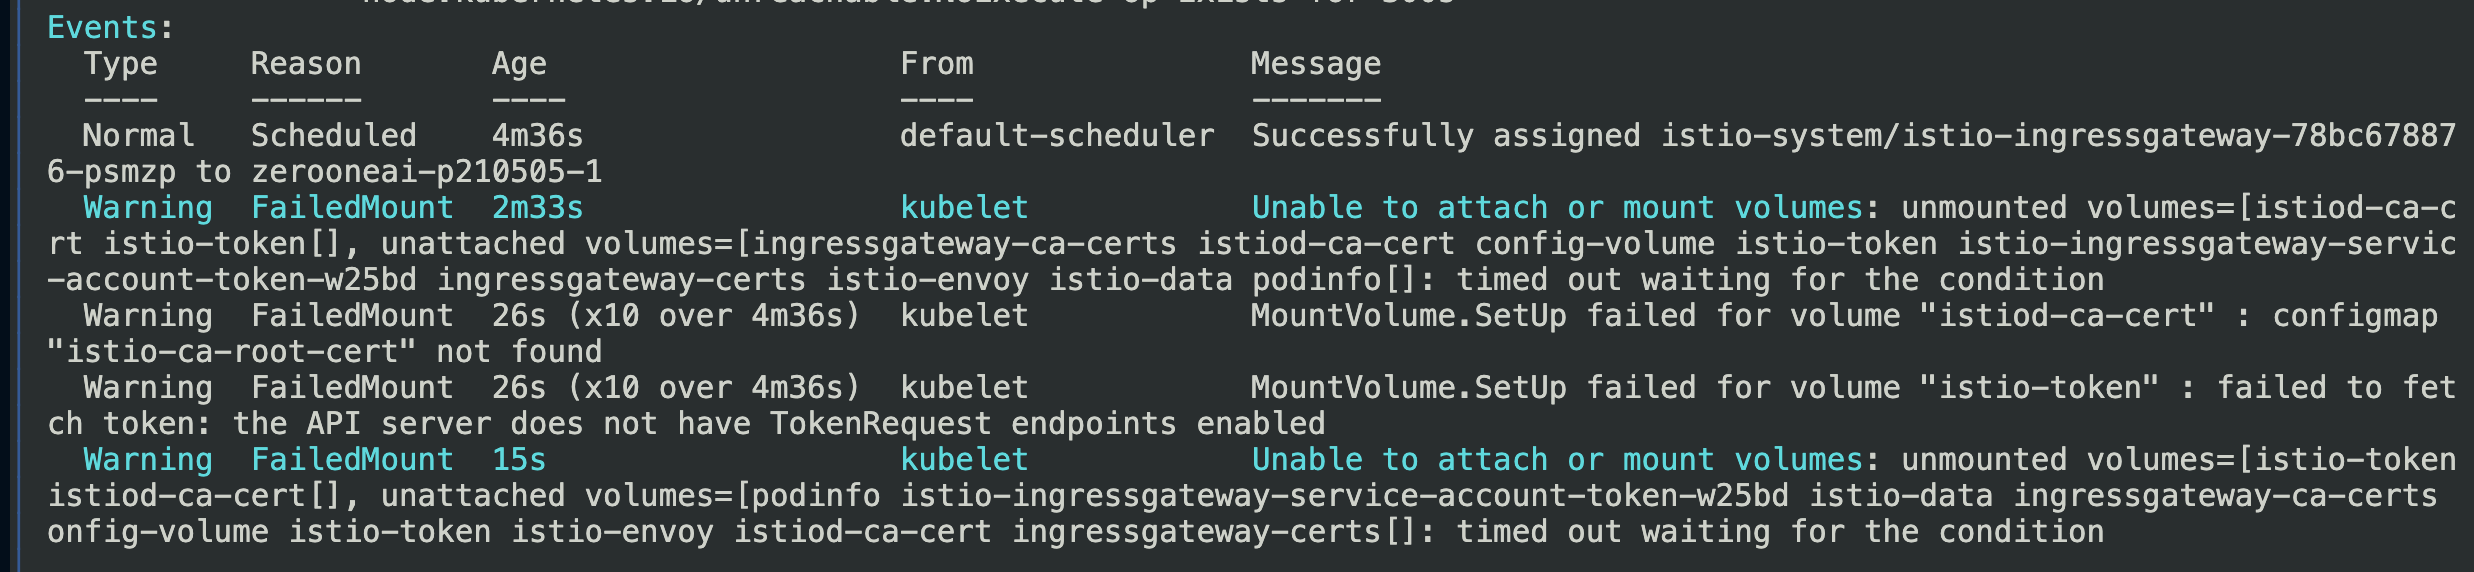 Events:
Type Reason Age From Message
---- ------ ---- ---- -------
Normal Scheduled 4m36s default-scheduler Successfully assigned istio-system/istio-ingressgateway-78bc67887
6-psmzp to zerooneai-p210505-1
Warning FailedMount 2m33s kubelet Unable to attach or mount volumes: unmounted volumes=[istiod-ca-c
rt istio-token[], unattached volumes=[ingressgateway-ca-certs istiod-ca-cert config-volume istio-token istio-ingressgateway-servic
-account-token-w25bd ingressgateway-certs istio-envoy istio-data podinfo[]: timed out waiting for the condition
Warning FailedMount 26s (x10 over 4m36s) kubelet MountVolume.SetUp failed for volume "istiod-ca-cert" : configmap
"istio-ca-root-cert" not found
Warning FailedMount 26s (x10 over 4m36s) kubelet MountVolume.SetUp failed for volume "istio-token" : failed to fet
ch token: the API server does not have TokenRequest endpoints enabled
Warning FailedMount 15s kubelet Unable to attach or mount volumes: unmounted volumes=[istio-token
istiod-ca-cert[], unattached volumes=[podinfo istio-ingressgateway-service-account-token-w25bd istio-data ingressgateway-ca-certs
onfig-volume istio-token istio-envoy istiod-ca-cert ingressgateway-certs[]: timed out waiting for the condition